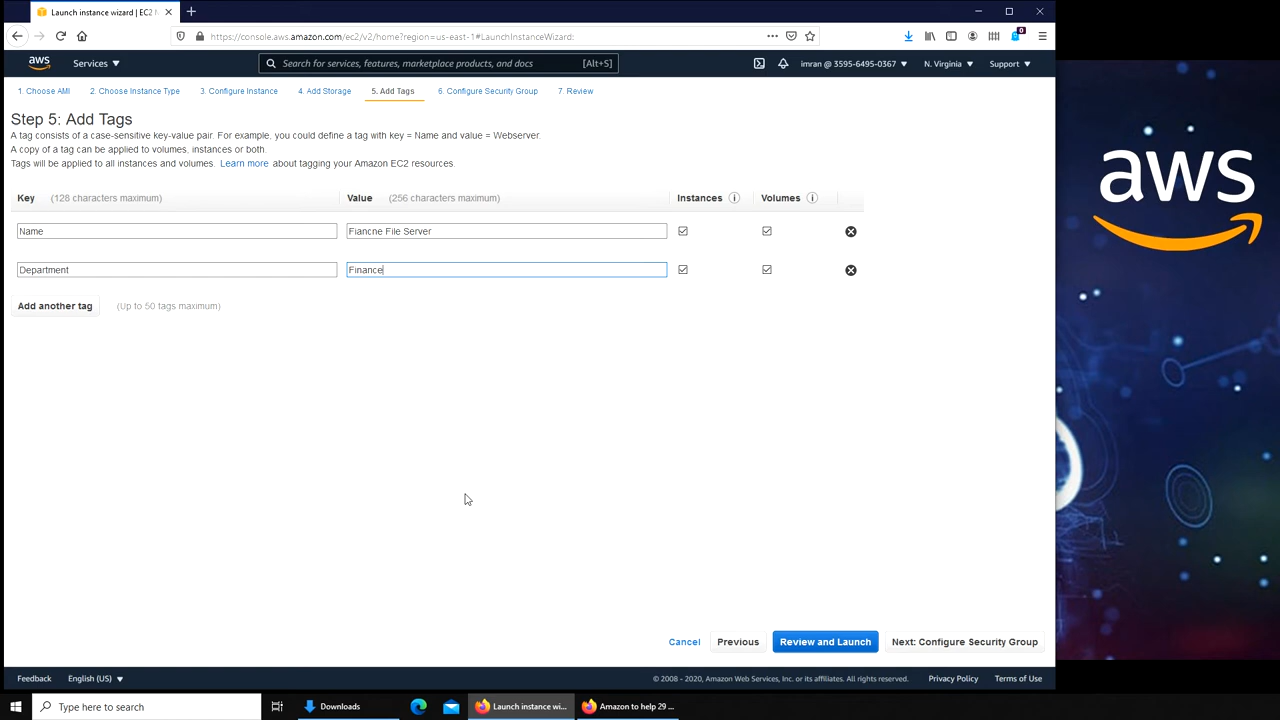 Launch instance wizard | EC2 M
https://console.aws.amazon.com/ec2/v2/home?region=us-east-1#LaunchInstanceWizard:
0
aws
Services
Search for services, features, marketplace products, and docs
[Alt+S]
imran @ 3595-6495-0367
N. Virginia
Support
1. Choose AMI
2. Choose Instance Type
3. Configure Instance
4. Add Storage
5. Add Tags
6. Configure Security Group
7. Review
Step 5: Add Tags
A tag consists of a case-sensitive key-value pair. For example, you could define a tag with key = Name and value = Webserver.
A copy of a tag can be applied to volumes, instances or both.
Tags will be applied to all instances and volumes. Learn more about tagging your Amazon EC2 resources.
Key (128 characters maximum)
Value (256 characters maximum)
Instances
Volumes
Name
Fiancne File Server
Department
Finance
Add another tag
(Up to 50 tags maximum)
Cancel
Previous
Review and Launch
Next: Configure Security Group
Feedback
English (US)
© 2008 - 2020, Amazon Web Services, Inc. or its affiliates. All rights reserved.
Privacy Policy
Terms of Use
Type here to search
Downloads
Launch instance wi...
Amazon to help 29 ...
aws